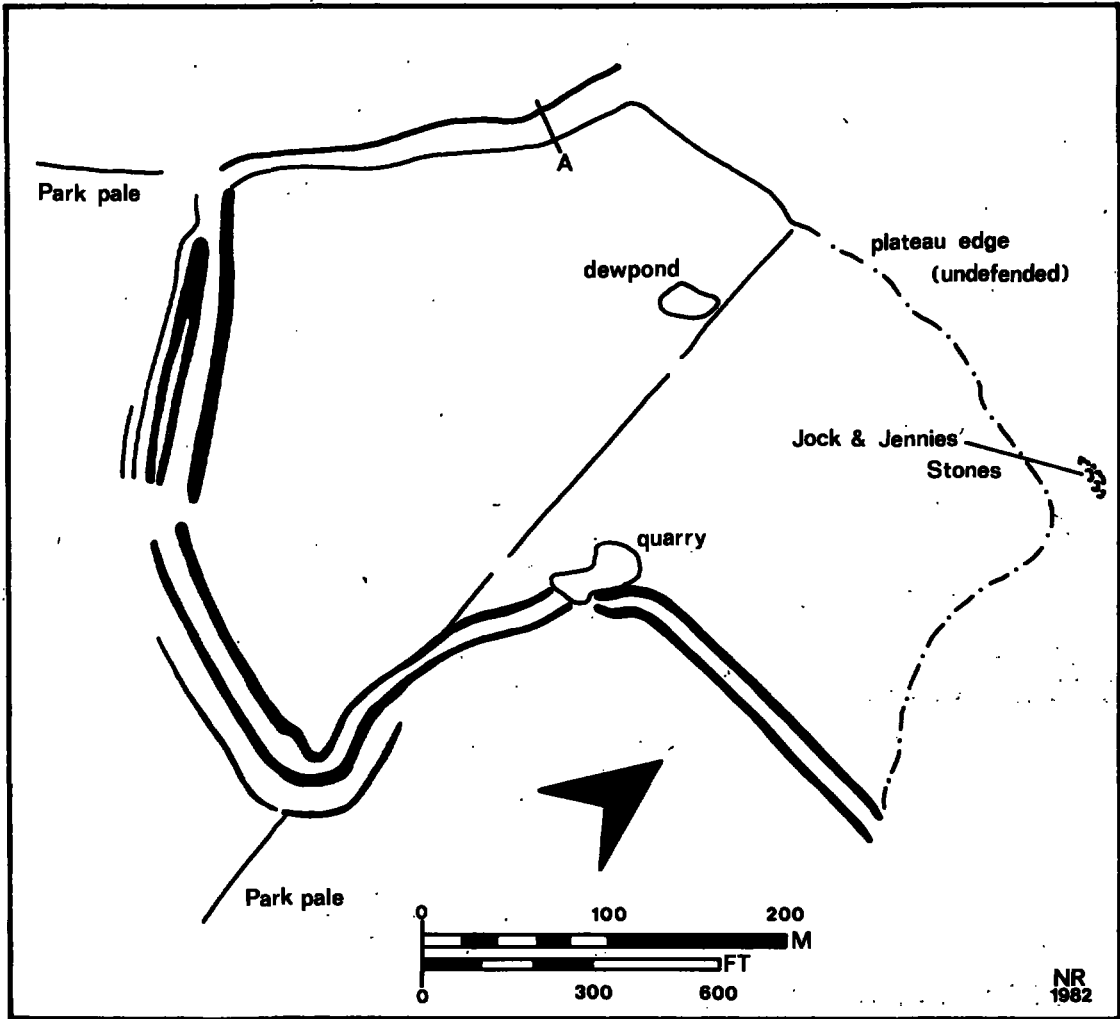 A
Park pale
plateau edge
(undefended)
dewpond
Jock & Jennies'
Stones
quarry
Park pale
0 100 200
M
FT
0 300 600
NR
1982